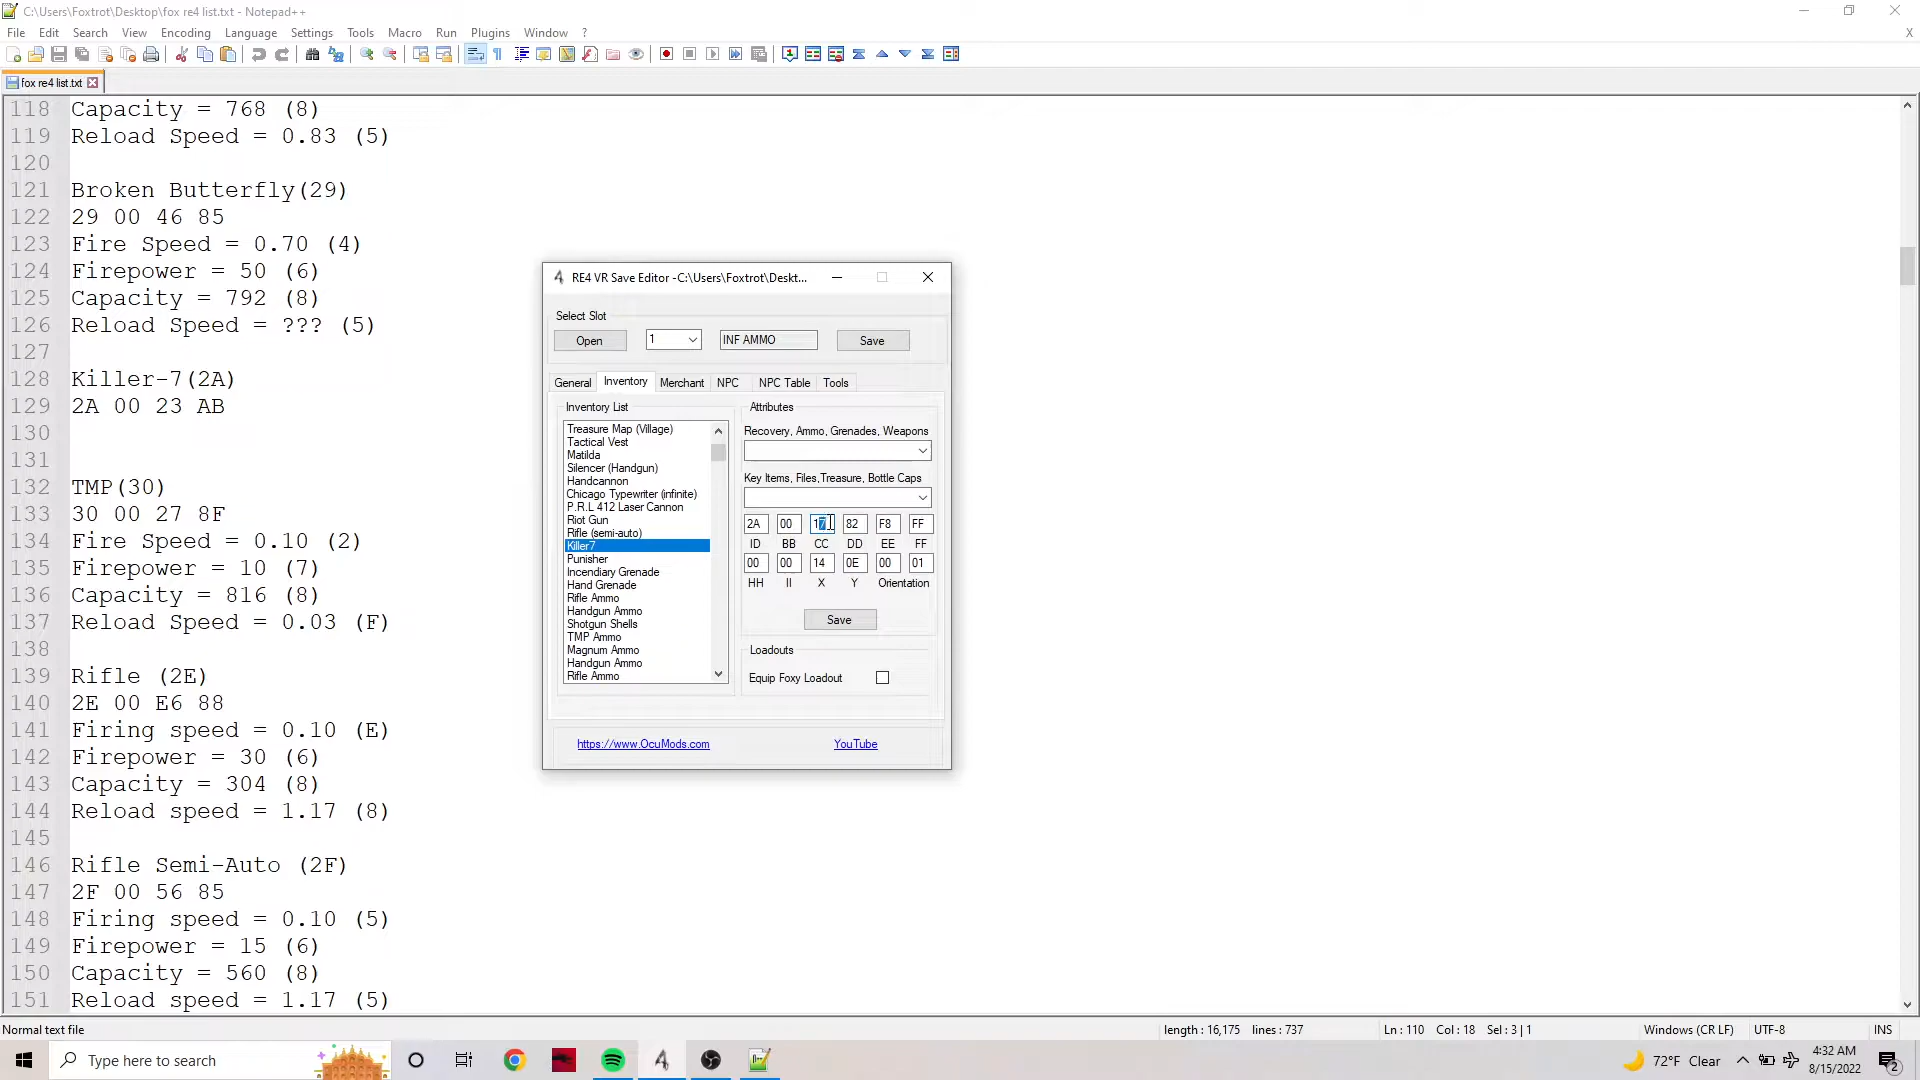 C:\Users\Foxtrot\Desktop\fox re4 list.txt - Notepad++
File Edit Search View Encoding Language Settings Tools Macro Run Plugins Window ? X
fox re4 list.txt
118 Capacity = 768 (8)
119 Reload Speed = 0.83 (5)
120
121 Broken Butterfly(29)
122 29 00 46 85
123 Fire Speed = 0.70 (4)
124 Firepower = 50 (6)
125 Capacity = 792 (8)
126 Reload Speed = ??? (5)
127
128 Killer-7(2A)
129 2A 00 23 AB
130
131
132 TMP(30)
133 30 00 27 8F
134 Fire Speed = 0.10 (2)
135 Firepower = 10 (7)
136 Capacity = 816 (8)
137 Reload Speed = 0.03 (F)
138
139 Rifle (2E)
140 2E 00 E6 88
141 Firing speed = 0.10 (E)
142 Firepower = 30 (6)
143 Capacity = 304 (8)
144 Reload speed = 1.17 (8)
145
146 Rifle Semi-Auto (2F)
147 2F 00 56 85
148 Firing speed = 0.10 (5)
149 Firepower = 15 (6)
150 Capacity = 560 (8)
151 Reload speed = 1.17 (5)
RE4 VR Save Editor -C:\Users\Foxtrot\Deskt...
Select Slot
Open 1 INF AMMO Save
General Inventory Merchant NPC NPC Table Tools
Inventory List
Treasure Map (Village)
Tactical Vest
Matilda
Silencer (Handgun)
Handcannon
Chicago Typewriter (infinite)
P.R.L 412 Laser Cannon
Riot Gun
Rifle (semi-auto)
Killer7
Punisher
Incendiary Grenade
Hand Grenade
Rifle Ammo
Handgun Ammo
Shotgun Shells
TMP Ammo
Magnum Ammo
Handgun Ammo
Rifle Ammo
Attributes
Recovery, Ammo, Grenades, Weapons
Key Items, Files,Treasure, Bottle Caps
2A 00 17 82 F8 FF
ID BB CC DD EE FF
00 00 14 0E 00 01
HH II X Y Orientation
Save
Loadouts
Equip Foxy Loadout
https://www.OcuMods.com YouTube
Normal text file length : 16,175 lines : 737 Ln : 110 Col : 18 Sel : 3 | 1 Windows (CR LF) UTF-8 INS
Type here to search
72°F Clear
4:32 AM
8/15/2022
2